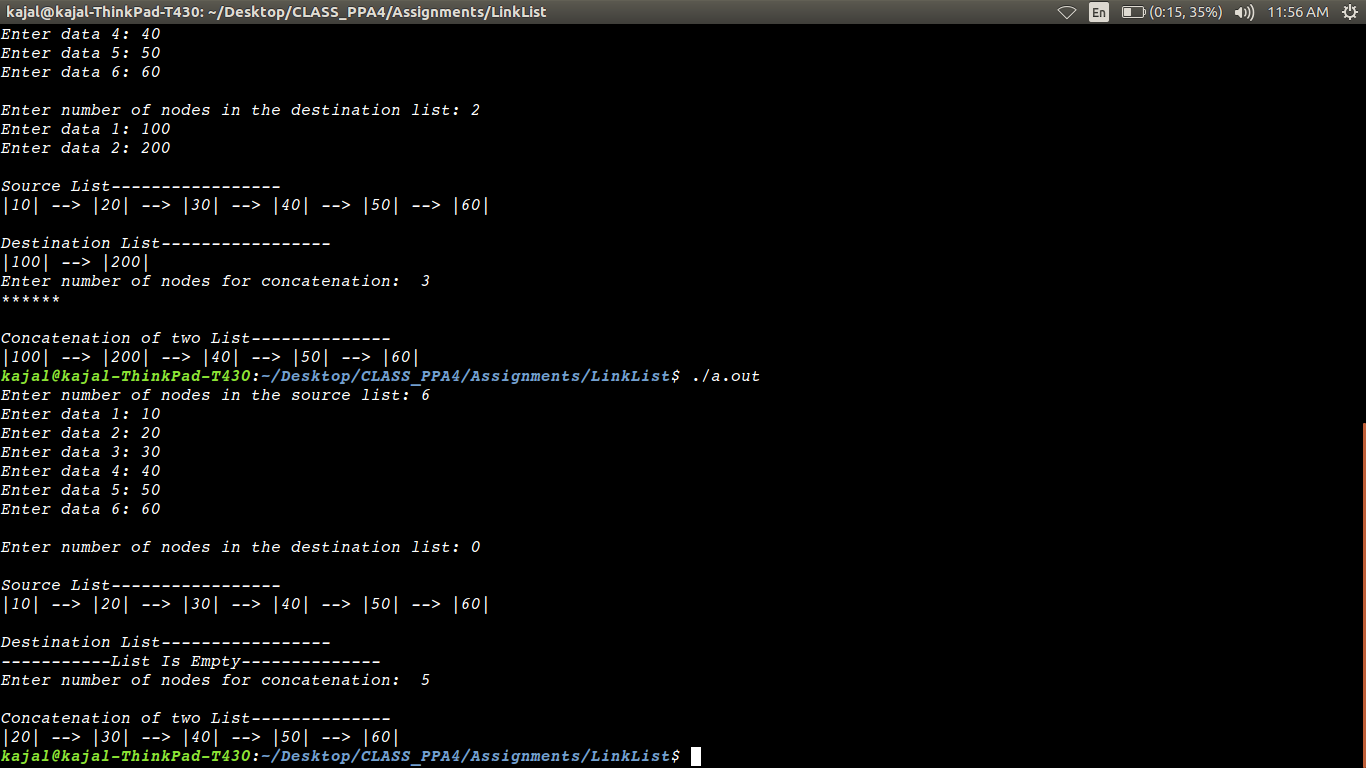 kajal@kajal-ThinkPad-T430: ~/Desktop/CLASS_PPA4/Assignments/LinkList En (0:15, 35%) 11:56 AM
Enter data 4: 40
Enter data 5: 50
Enter data 6: 60
Enter number of nodes in the destination list: 2
Enter data 1: 100
Enter data 2: 200
Source List-----------------
|10| --> |20| --> |30| --> |40| --> |50| --> |60|
Destination List-----------------
|100| --> |200|
Enter number of nodes for concatenation:  3
******
Concatenation of two List--------------
|100| --> |200| --> |40| --> |50| --> |60|
kajal@kajal-ThinkPad-T430:~/Desktop/CLASS_PPA4/Assignments/LinkList$ ./a.out
Enter number of nodes in the source list: 6
Enter data 1: 10
Enter data 2: 20
Enter data 3: 30
Enter data 4: 40
Enter data 5: 50
Enter data 6: 60
Enter number of nodes in the destination list: 0
Source List-----------------
|10| --> |20| --> |30| --> |40| --> |50| --> |60|
Destination List-----------------
-----------List Is Empty--------------
Enter number of nodes for concatenation:  5
Concatenation of two List--------------
|20| --> |30| --> |40| --> |50| --> |60|
kajal@kajal-ThinkPad-T430:~/Desktop/CLASS_PPA4/Assignments/LinkList$